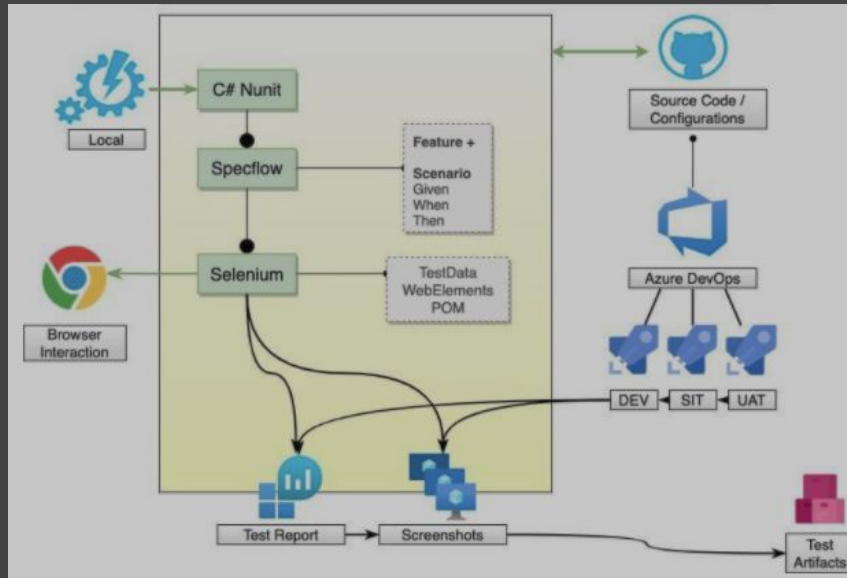 C# Nunit
Source Code /
Configurations
Local
Feature +
Specflow
Scenario
Given
When
Then
Selenium
TestData
WebElements
POM
Azure DevOps
Browser
Interaction
DEV
SIT
UAT
Test Report
Screenshots
Test
Artifacts